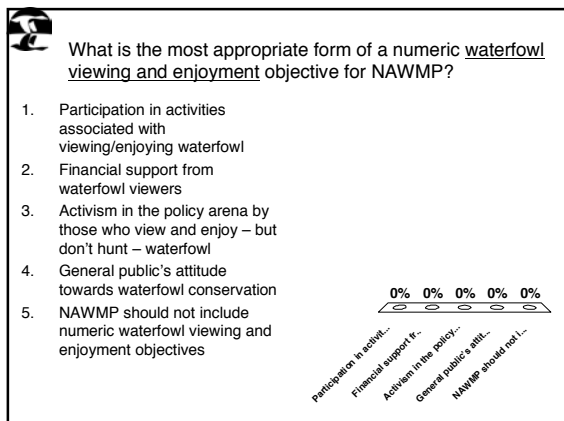 What is the most appropriate form of a numeric waterfowl
viewing and enjoyment objective for NAWMP?
1. Participation in activities
associated with
viewing/enjoying waterfowl
2. Financial support from
waterfowl viewers
3. Activism in the policy arena by
those who view and enjoy – but
don't hunt – waterfowl
4. General public's attitude
towards waterfowl conservation
5. NAWMP should not include
numeric waterfowl viewing and
enjoyment objectives
0% 0% 0% 0% 0%
Participation in activit...
Financial support fr..
Activism in the policy...
General public's attit...
NAWMP should not i...